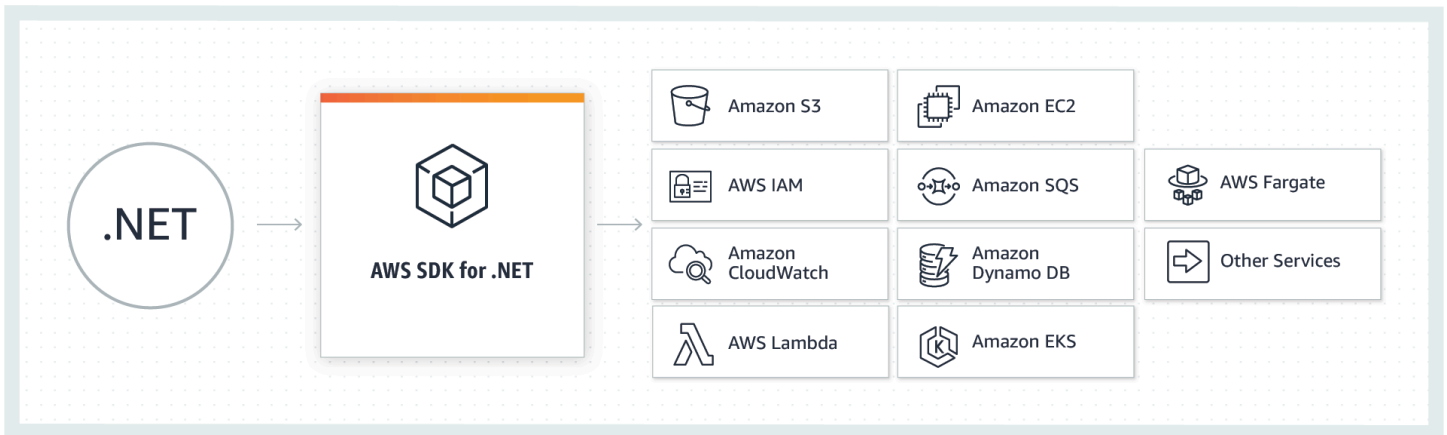 .NET
AWS SDK for .NET
Amazon S3
Amazon EC2
AWS IAM
Amazon SQS
AWS Fargate
Amazon
CloudWatch
Amazon
Dynamo DB
Other Services
AWS Lambda
Amazon EKS
K